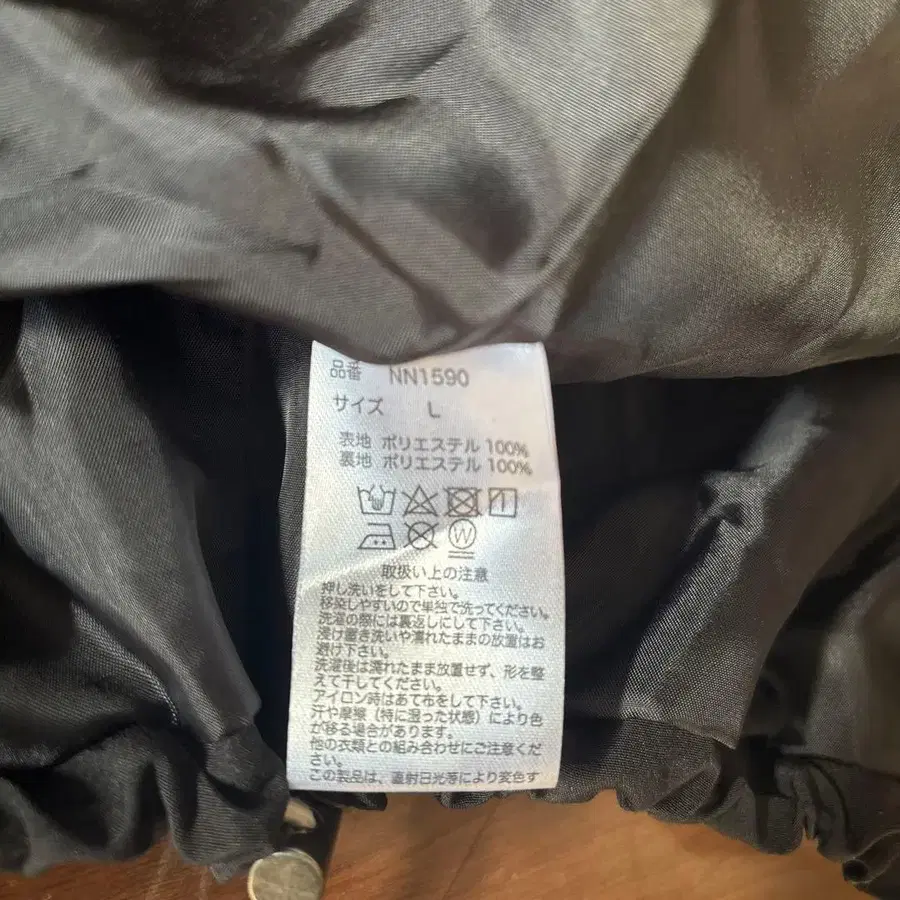 品番 NN1590
サイズ L
表地 ポリエステル 100%
裏地 ポリエステル 100%
W
取扱い上の注意
押し洗いをして下さい。
移染しやすいので単独で洗ってください。
洗濯の際には裏返しにして下さい。
浸け置き洗いや濡れたままの放置はお
避け下さい。
洗濯後は濡れたまま放置せず、形を整
えて干してください。
アイロン時はあて布をして下さい。
汗や摩擦（特に湿った状態）により色
が移る場合があります。
他の衣類との組み合わせにご注意くだ
さい。
この製品は、直射日光等により変色す